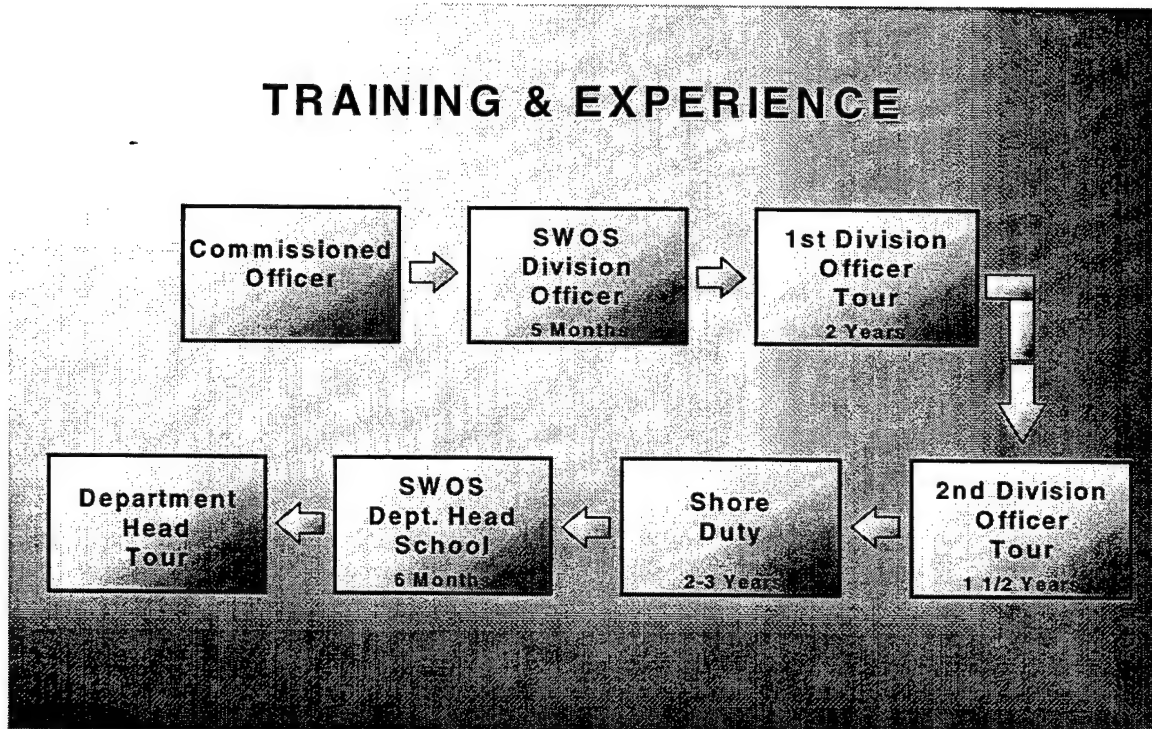 TRAINING & EXPERIENCE
Commissioned
Officer
SWOS
Division
Officer
5 Months
1st Division
Officer
Tour
2 Years
2nd Division
Officer
Tour
1 1/2 Years
Shore
Duty
2-3 Years
SWOS
Dept. Head
School
6 Months
Department
Head
Tour